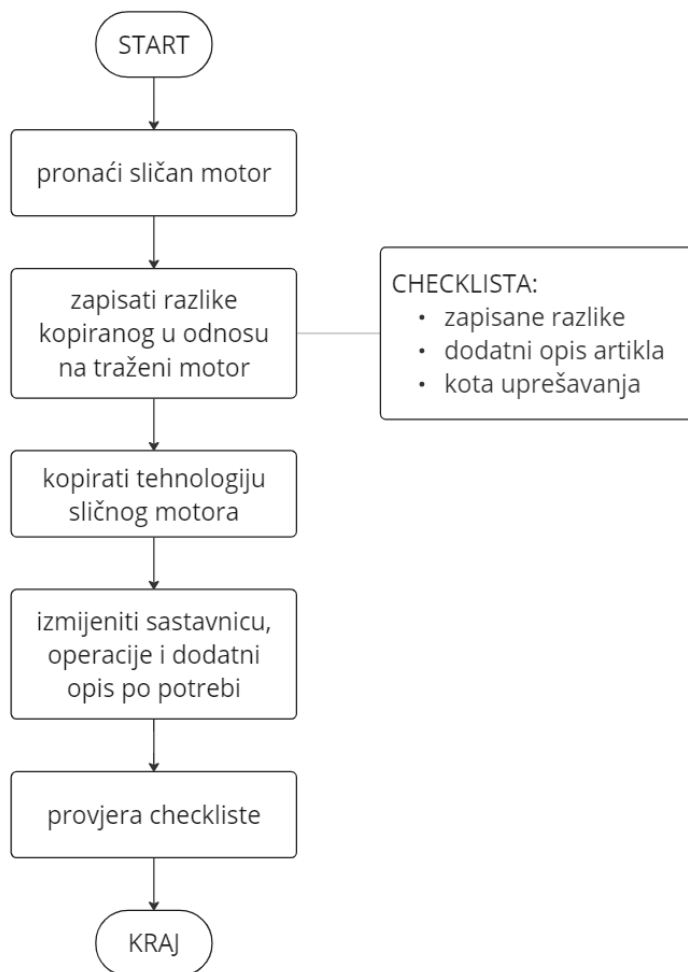 START
pronaći sličan motor
zapisati razlike
kopiranog u odnosu
na traženi motor
CHECKLISTA:
• zapisane razlike
• dodatni opis artikla
• kota uprešavanja
kopirati tehnologiju
sličnog motora
izmijeniti sastavnicu,
operacije i dodatni
opis po potrebi
provjera checkliste
KRAJ